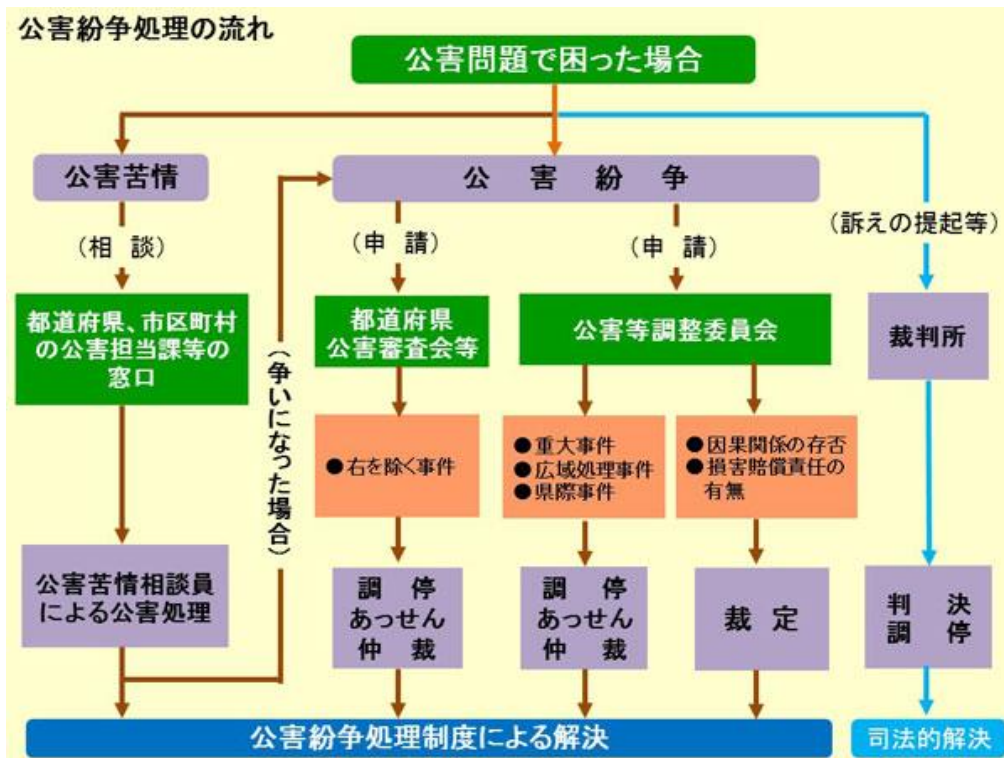 公害紛争処理の流れ
公害問題で困った場合
公害苦情
公害紛争
(相談)
(申請)
(申請)
(訴えの提起等)
都道府県、市区町村
の公害担当課等の
窓口
(争いになった場合)
都道府県
公害審査会等
公害等調整委員会
裁判所
●右を除く事件
●重大事件
●広域処理事件
●県際事件
●因果関係の存否
●損害賠償責任の
有無
公害苦情相談員
による公害処理
調停
あっせん
仲裁
調停
あっせん
仲裁
裁定
判決
調停
公害紛争処理制度による解決
司法的解決